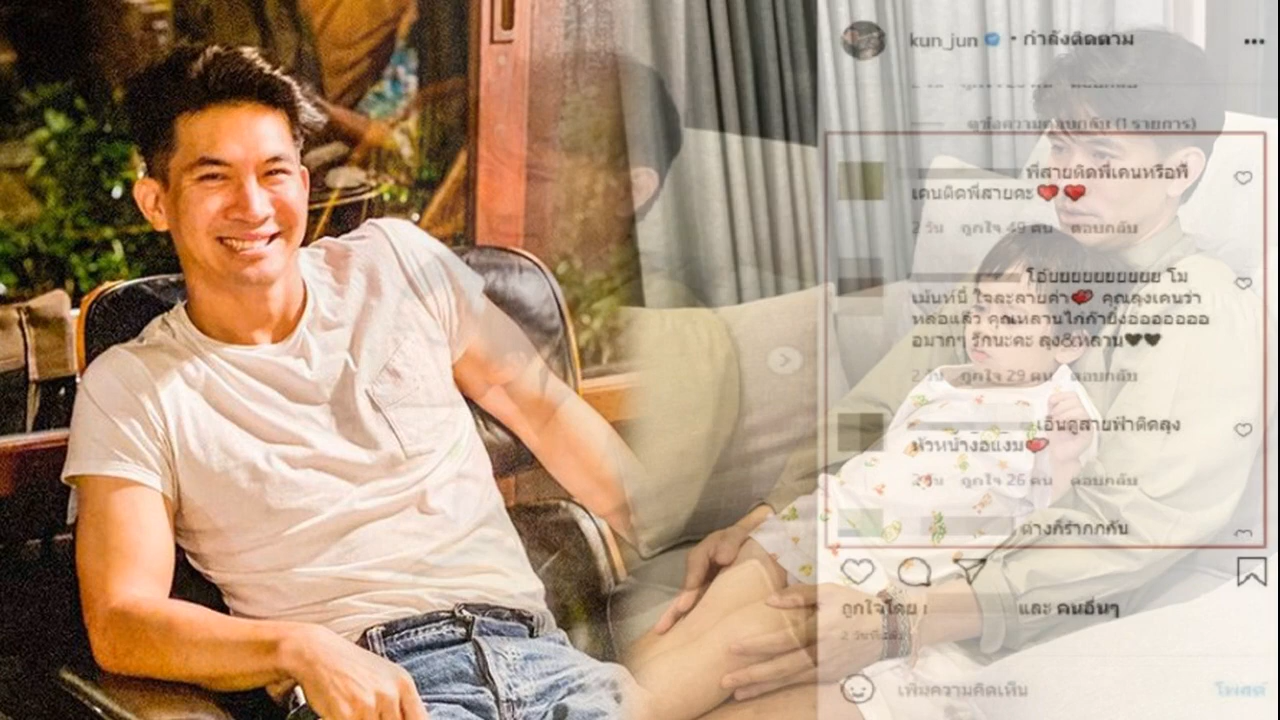 kun_jun • กำลังติดตาม
ดูข้อความตอบกลับ (1 รายการ)
พี่สายติดพี่เคนหรือพี่
เคนติดพี่สายคะ❤️❤️
2 วัน ถูกใจ 49 คน ตอบกลับ
โอ๊ยยยยยยยยยย โม
เม้นท์นี้ ใจละลายค่า💕 คุณลุงเคนว่า
หล่อแล้ว คุณหลานไกก้ายิ่งออออออออ
อมากๆ รักนะคะ ลุง&หลาน🖤🖤
2 วัน ถูกใจ 29 คน ตอบกลับ
เอ็นดูสายฟ้าติดลุง
หัวหน้างอแงบ❤️
2 วัน ถูกใจ 26 คน ตอบกลับ
ต่างก็ร๊ากกกกัน
ถูกใจโดย และ คนอื่นๆ
2 วันที่แล้ว
เพิ่มความคิดเห็น
โพสต์